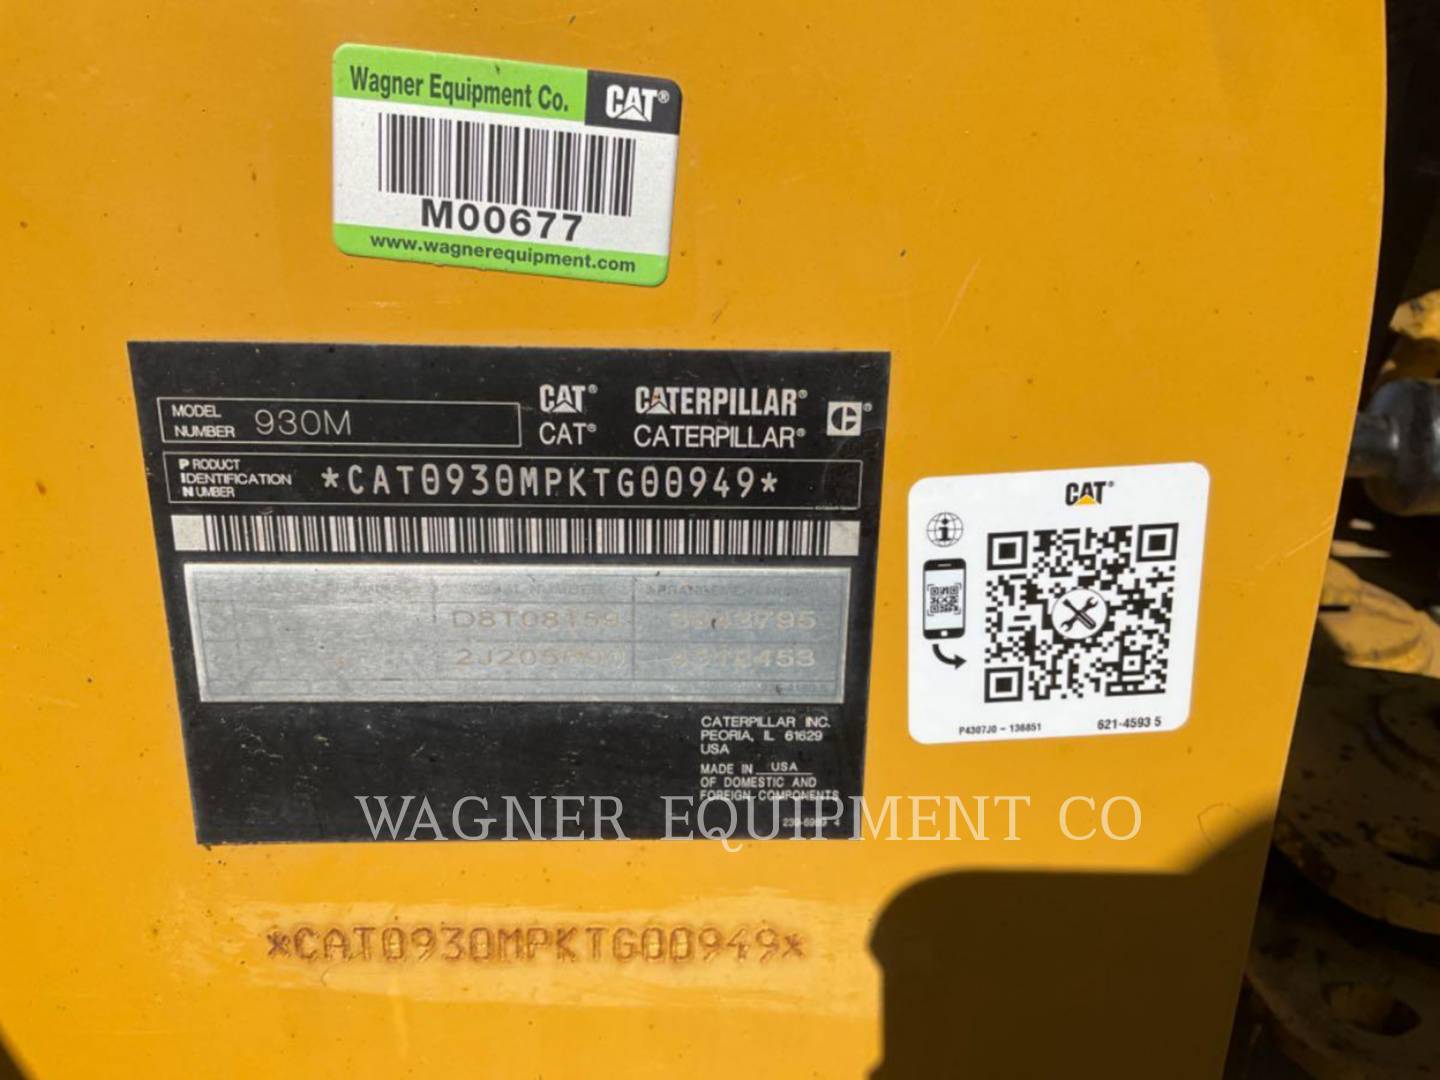 Wagner Equipment Co. CAT®
M00677
www.wagnerequipment.com
CAT® CATERPILLAR®
MODEL NUMBER 930M
CAT® CATERPILLAR®
PRODUCT IDENTIFICATION NUMBER *CAT0930MPKTG00949*
CATERPILLAR INC.
PEORIA, IL 61629
USA
MADE IN USA
OF DOMESTIC AND
FOREIGN COMPONENTS
CAT®
P4307J0 - 136851 621-4593 5
WAGNER EQUIPMENT CO
*CAT0930MPKTG00949*